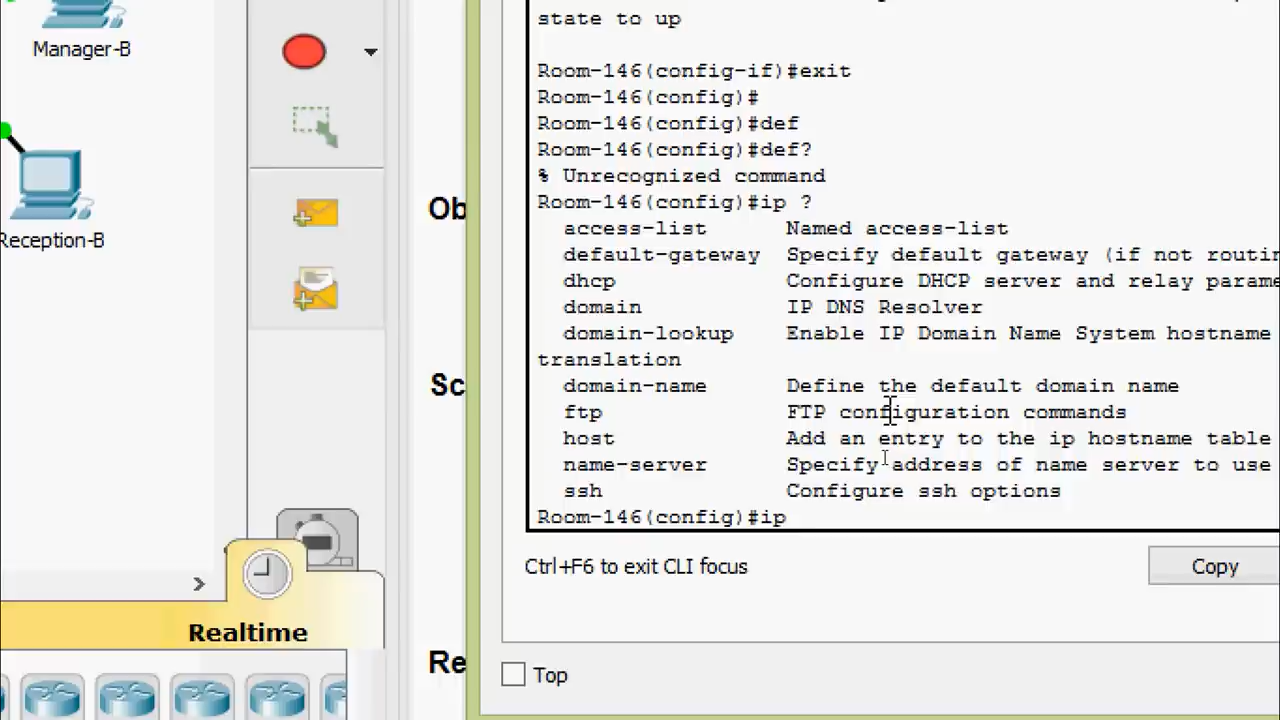 Manager-B
Reception-B
Realtime
Ob
Sc
Re
state to up
Room-146(config-if)#exit
Room-146(config)#
Room-146(config)#def
Room-146(config)#def?
% Unrecognized command
Room-146(config)#ip ?
access-list Named access-list
default-gateway Specify default gateway (if not routin
dhcp Configure DHCP server and relay parame
domain IP DNS Resolver
domain-lookup Enable IP Domain Name System hostname
translation
domain-name Define the default domain name
ftp FTP configuration commands
host Add an entry to the ip hostname table
name-server Specify address of name server to use
ssh Configure ssh options
Room-146(config)#ip
Ctrl+F6 to exit CLI focus
Copy
Top